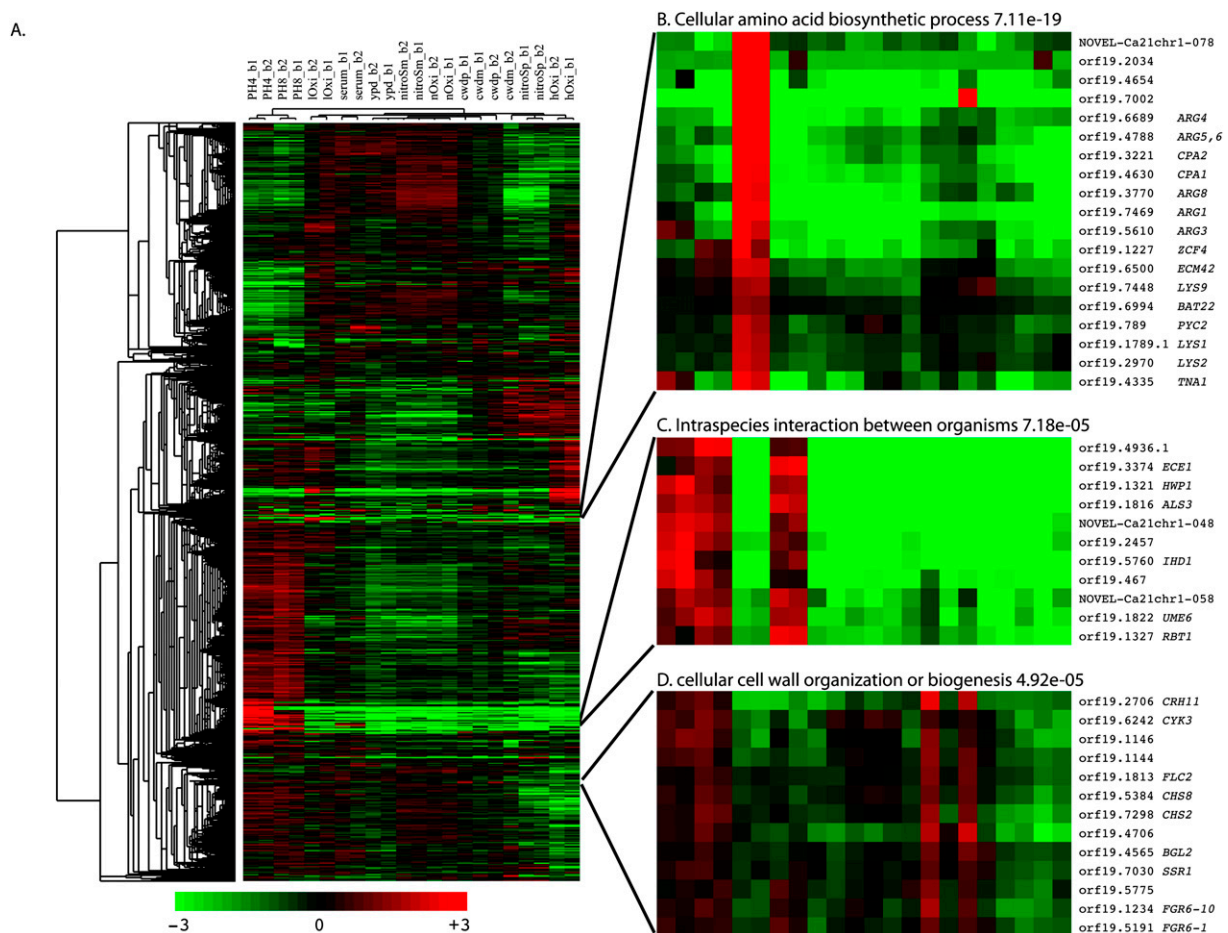 A.
PH4_b1
PH4_b2
PH8_b2
PH8_b1
lOxi_b2
lOxi_b1
serum_b1
serum_b2
ypd_b2
ypd_b1
nitroSm_b2
nitroSm_b1
nOxi_b2
nOxi_b1
cwdp_b1
cwdm_b1
cwdp_b2
cwdm_b2
nitroSp_b1
nitroSp_b2
hOxi_b2
hOxi_b1
−3
0
+3
B. Cellular amino acid biosynthetic process 7.11e-19
NOVEL-Ca21chr1-078
orf19.2034
orf19.4654
orf19.7002
orf19.6689 ARG4
orf19.4788 ARG5,6
orf19.3221 CPA2
orf19.4630 CPA1
orf19.3770 ARG8
orf19.7469 ARG1
orf19.5610 ARG3
orf19.1227 ZCF4
orf19.6500 ECM42
orf19.7448 LYS9
orf19.6994 BAT22
orf19.789 PYC2
orf19.1789.1 LYS1
orf19.2970 LYS2
orf19.4335 TNA1
C. Intraspecies interaction between organisms 7.18e-05
orf19.4936.1
orf19.3374 ECE1
orf19.1321 HWP1
orf19.1816 ALS3
NOVEL-Ca21chr1-048
orf19.2457
orf19.5760 IHD1
orf19.467
NOVEL-Ca21chr1-058
orf19.1822 UME6
orf19.1327 RBT1
D. cellular cell wall organization or biogenesis 4.92e-05
orf19.2706 CRH11
orf19.6242 CYK3
orf19.1146
orf19.1144
orf19.1813 FLC2
orf19.5384 CHS8
orf19.7298 CHS2
orf19.4706
orf19.4565 BGL2
orf19.7030 SSR1
orf19.5775
orf19.1234 FGR6-10
orf19.5191 FGR6-1